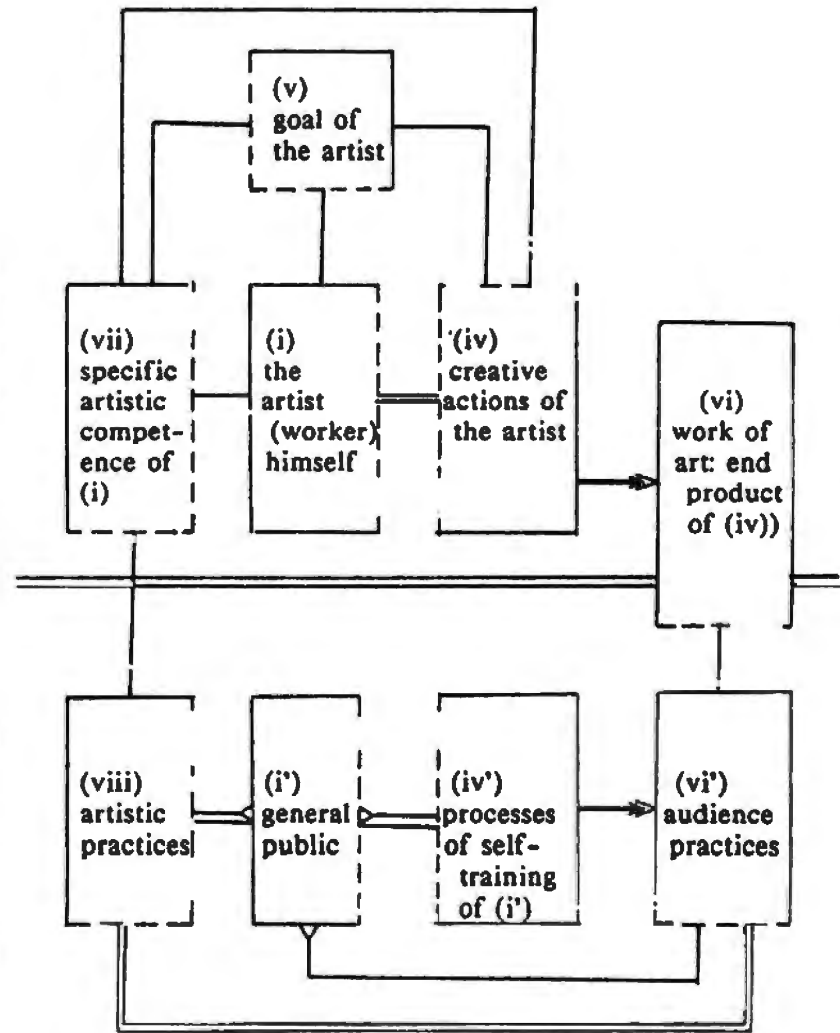 (v)
goal of
the artist
(vii)
specific
artistic
compet-
ence of
(i)
(i)
the
artist
(worker)
himself
(iv)
creative
actions of
the artist
(vi)
work of
art: end
product
of (iv))
(viii)
artistic
practices
(i')
general
public
(iv')
processes
of self-
training
of (i')
(vi')
audience
practices